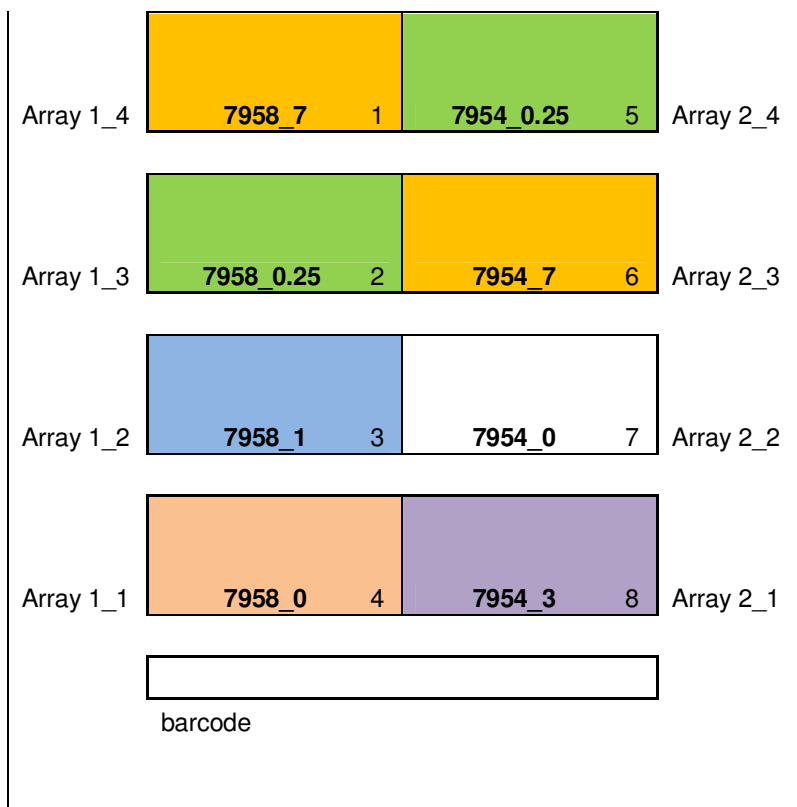 Array 1_4 7958_7 1 7954_0.25 5 Array 2_4
Array 1_3 7958_0.25 2 7954_7 6 Array 2_3
Array 1_2 7958_1 3 7954_0 7 Array 2_2
Array 1_1 7958_0 4 7954_3 8 Array 2_1
barcode